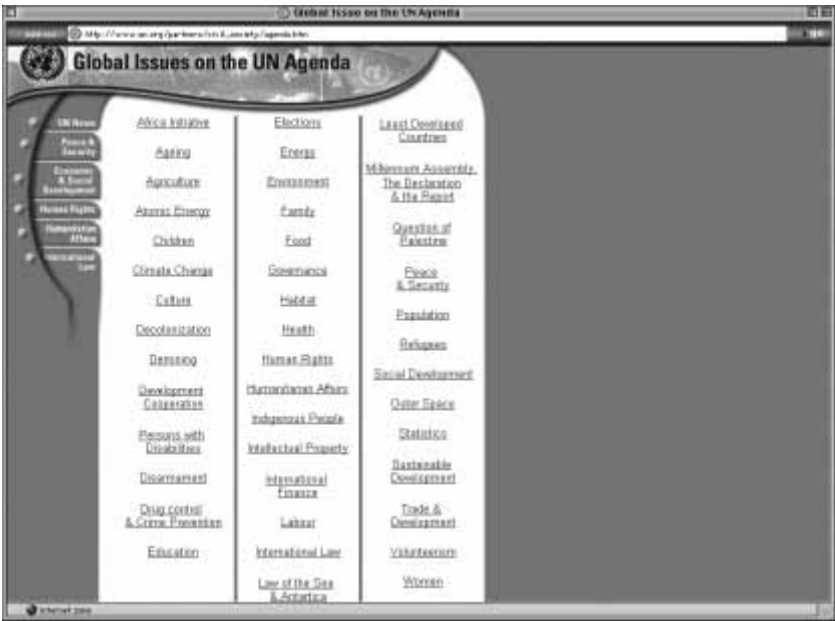 Global Issue on the UN Agenda
Global Issues on the UN Agenda
UN News
Peace &
Security
Economic
& Social
Development
Human Rights
Humanitarian
Affairs
International
Law
Africa Initiative
Ageing
Agriculture
Atomic Energy
Children
Climate Change
Culture
Decolonization
Demining
Development
Cooperation
Persons with
Disabilities
Disarmament
Drug control
& Crime Prevention
Education
Elections
Energy
Environment
Family
Food
Governance
Habitat
Health
Human Rights
Humanitarian Affairs
Indigenous People
Intellectual Property
International
Finance
Labour
International Law
Law of the Sea
& Antartica
Least Developed
Countries
Millennium Assembly,
The Declaration
& the Report
Question of
Palestine
Peace
& Security
Population
Refugees
Social Development
Outer Space
Statistics
Sustainable
Development
Trade &
Development
Volunteerism
Women
Internet zone